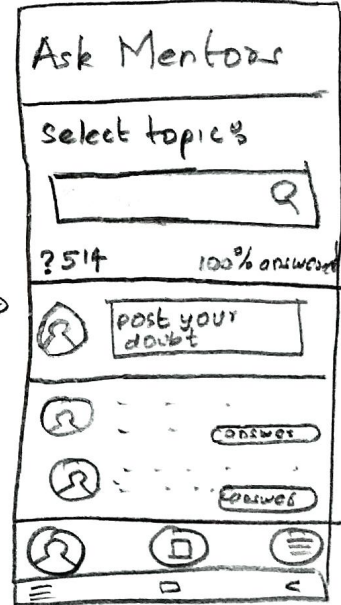 Ask Mentors
Select topics
? 514 100% answered
post your
doubt
answer
answer